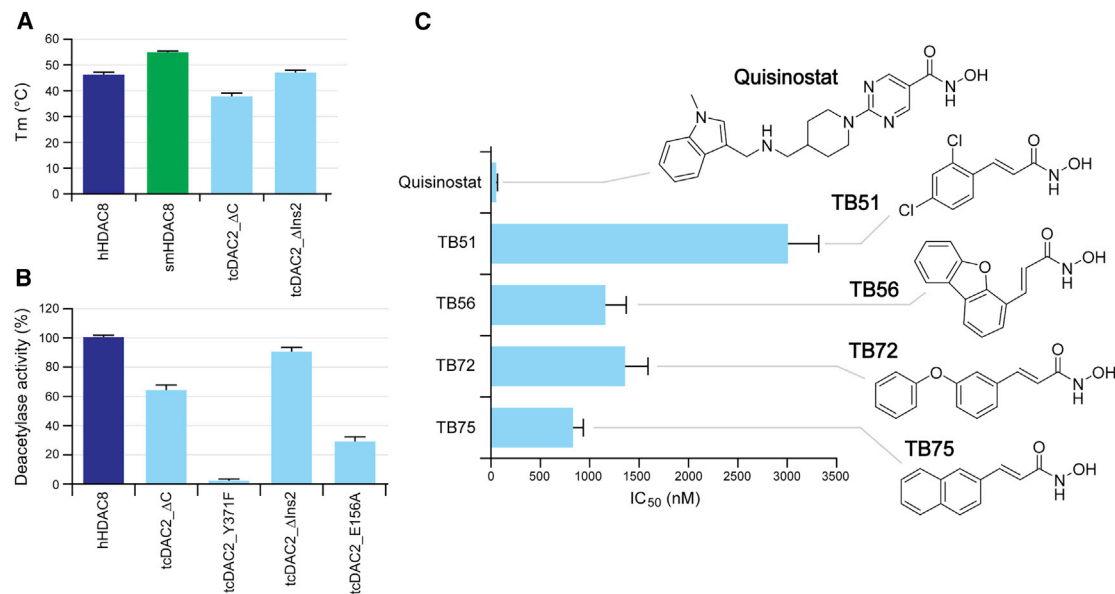 A
60
50
40
30
20
10
0
Tm (°C)
hHDAC8
smHDAC8
tcDAC2_ΔC
tcDAC2_ΔIns2
B
120
100
80
60
40
20
0
Deacetylase activity (%)
hHDAC8
tcDAC2_ΔC
tcDAC2_Y371F
tcDAC2_ΔIns2
tcDAC2_E156A
C
Quisinostat
N
H
N
N
N
N
O
N
H
OH
TB51
Cl
Cl
O
N
H
OH
TB56
O
O
N
H
OH
TB72
O
O
N
H
OH
TB75
O
N
H
OH
Quisinostat
TB51
TB56
TB72
TB75
0 500 1000 1500 2000 2500 3000 3500
IC50 (nM)